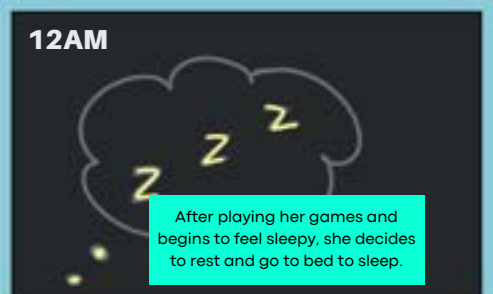 12AM
z
z
z
After playing her games and
begins to feel sleepy, she decides
to rest and go to bed to sleep.